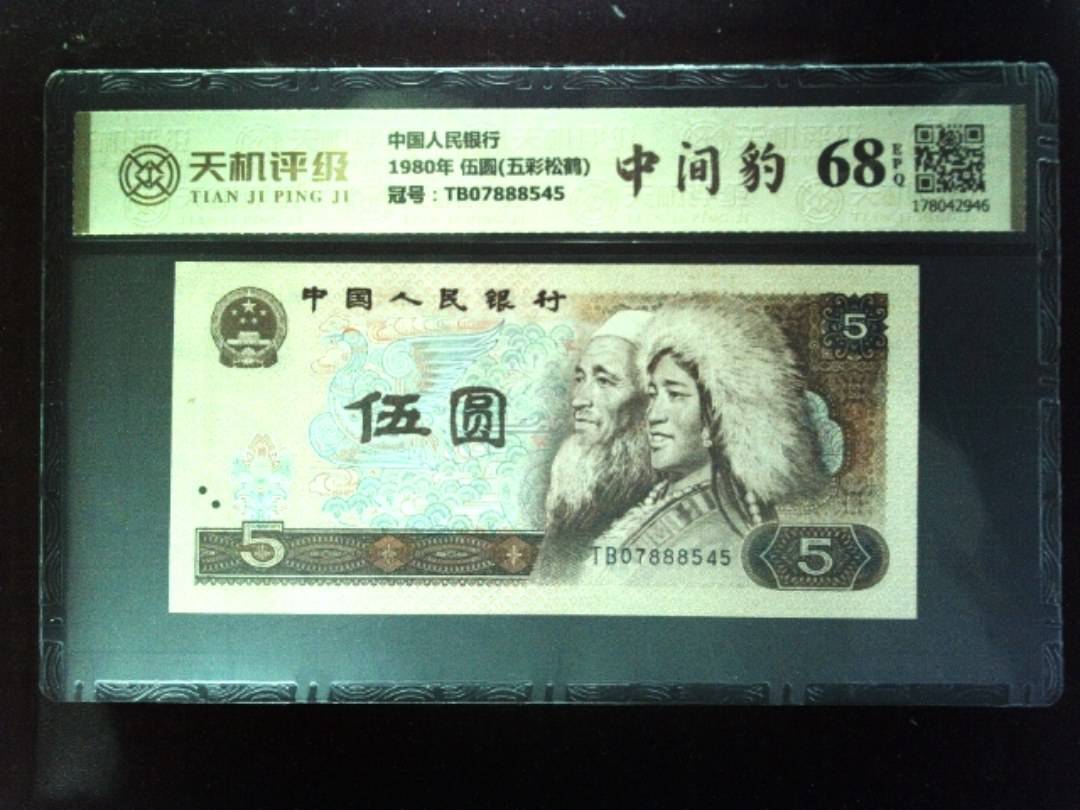 天机评级
TIAN JI PING JI
中国人民银行
1980年 伍圆(五彩松鹤)
冠号：TB07888545
中间豹
68
EPQ
178042946
中国人民银行
5
伍圆
5
TB07888545
5